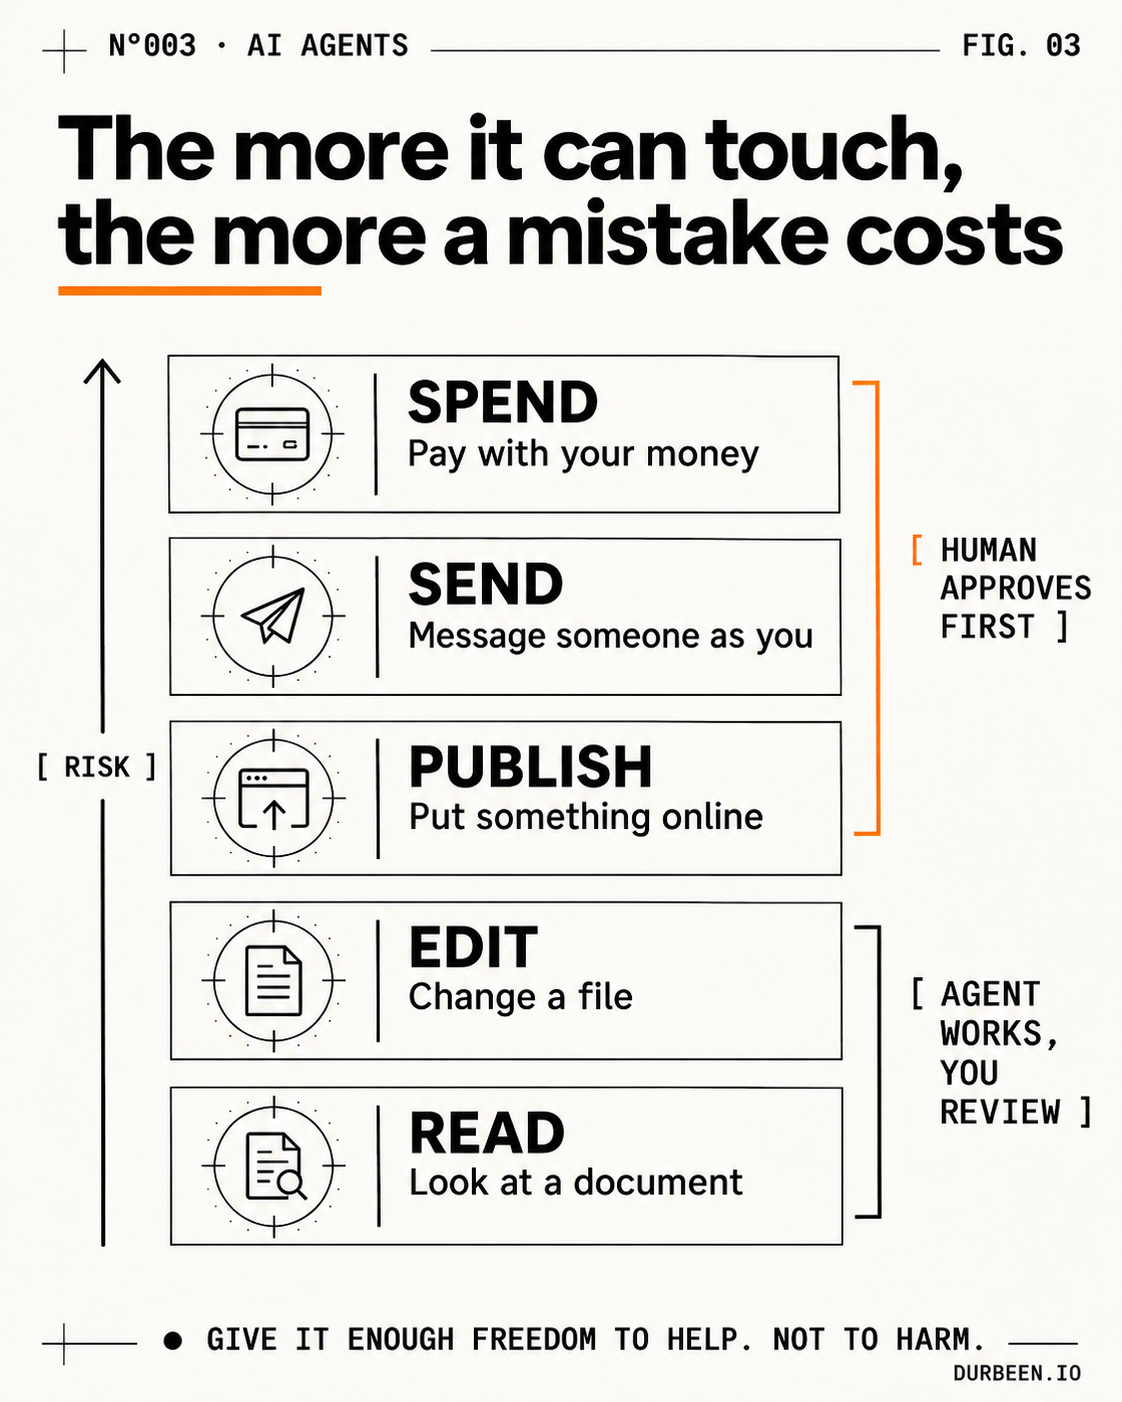 N°003 · AI AGENTS
FIG. 03
The more it can touch,
the more a mistake costs
[ RISK ]
SPEND
Pay with your money
SEND
Message someone as you
PUBLISH
Put something online
[ HUMAN
APPROVES
FIRST ]
EDIT
Change a file
READ
Look at a document
[ AGENT
WORKS,
YOU
REVIEW ]
● GIVE IT ENOUGH FREEDOM TO HELP. NOT TO HARM.
DURBEEN.IO